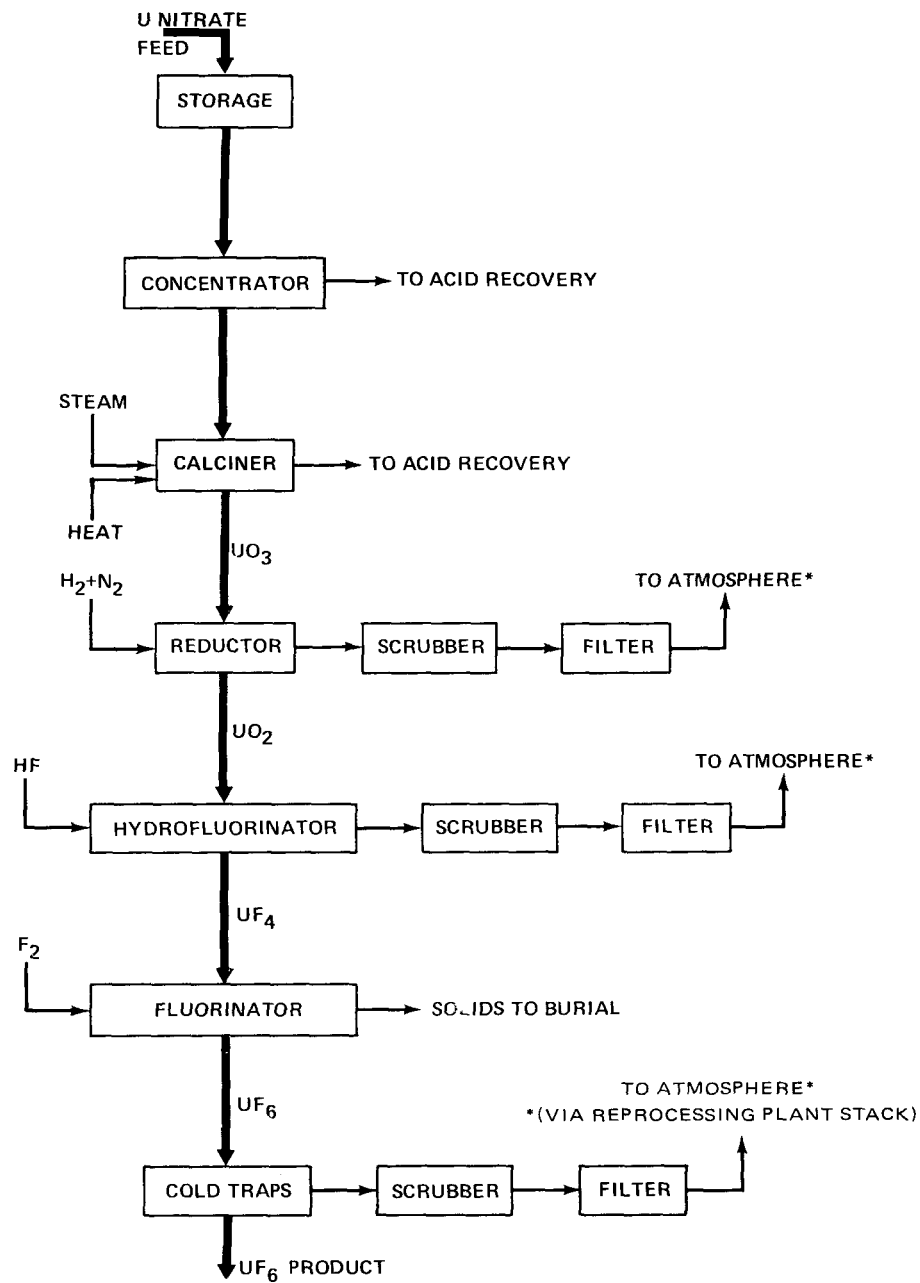 U NITRATE
FEED
STORAGE
CONCENTRATOR
TO ACID RECOVERY
STEAM
CALCINER
TO ACID RECOVERY
HEAT
UO3
H2+N2
TO ATMOSPHERE*
REDUCTOR
SCRUBBER
FILTER
UO2
HF
TO ATMOSPHERE*
HYDROFLUORINATOR
SCRUBBER
FILTER
UF4
F2
FLUORINATOR
SOLIDS TO BURIAL
TO ATMOSPHERE*
*(VIA REPROCESSING PLANT STACK)
UF6
COLD TRAPS
SCRUBBER
FILTER
UF6 PRODUCT